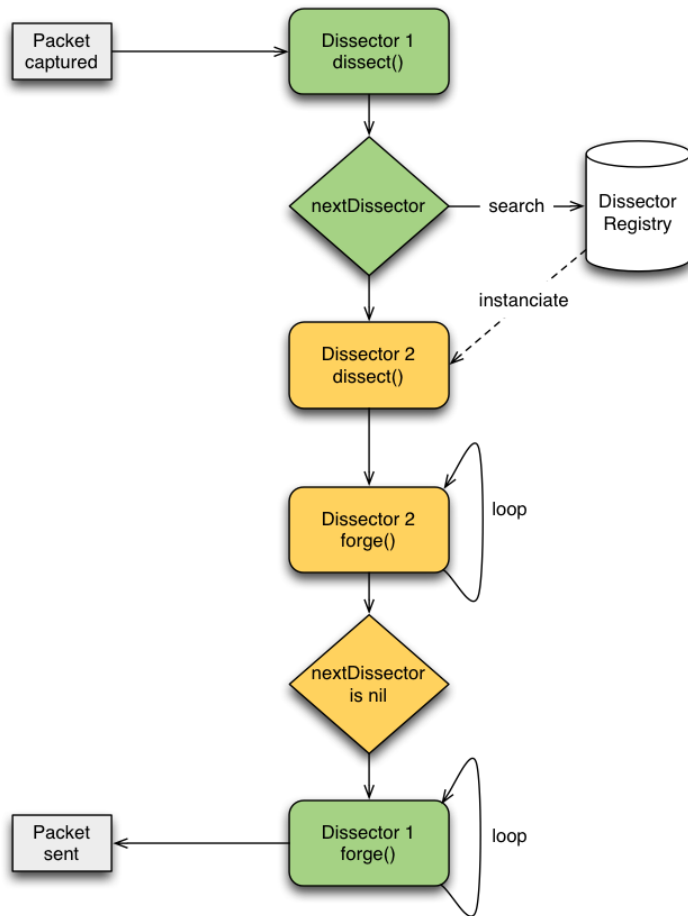 Packet
captured
Dissector 1
dissect()
nextDissector
search
Dissector
Registry
instanciate
Dissector 2
dissect()
Dissector 2
forge()
loop
nextDissector
is nil
Dissector 1
forge()
loop
Packet
sent